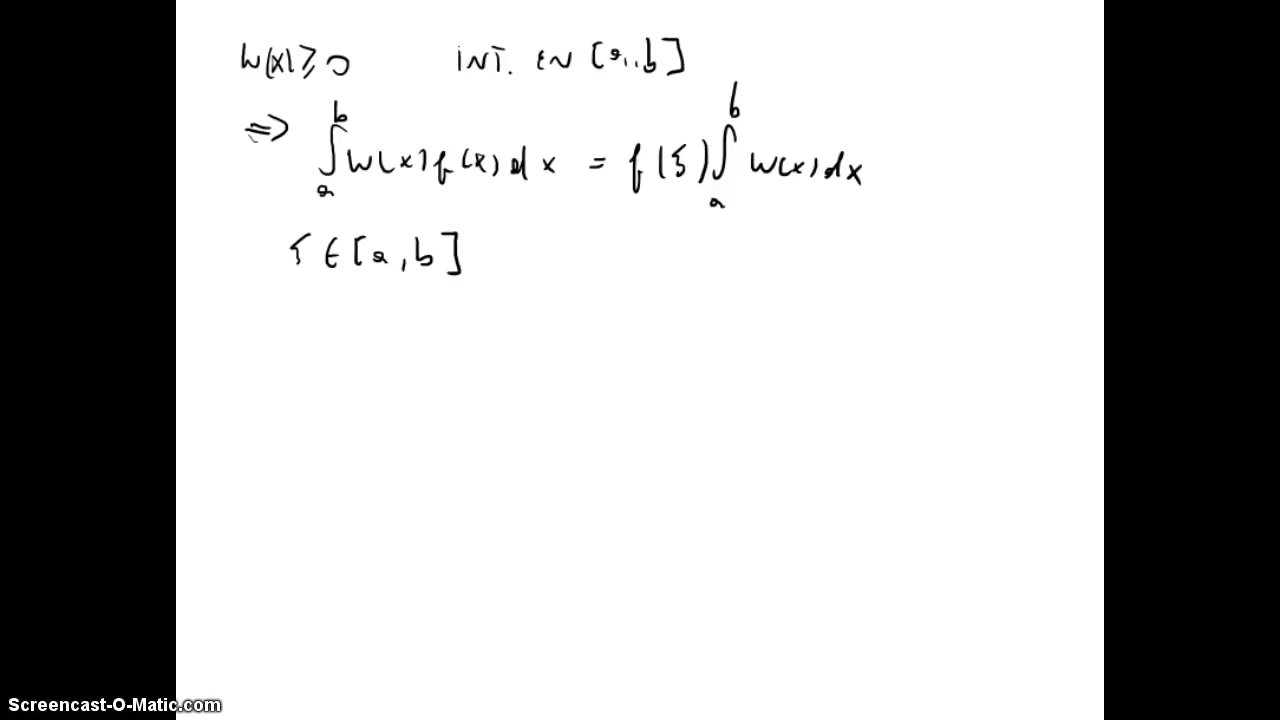 w(x) ≥ 0 INT. EN [a,b]
⇒ ∫_a^b w(x) f(x) dx = f(ξ) ∫_a^b w(x) dx
ξ ∈ [a, b]
Screencast-O-Matic.com